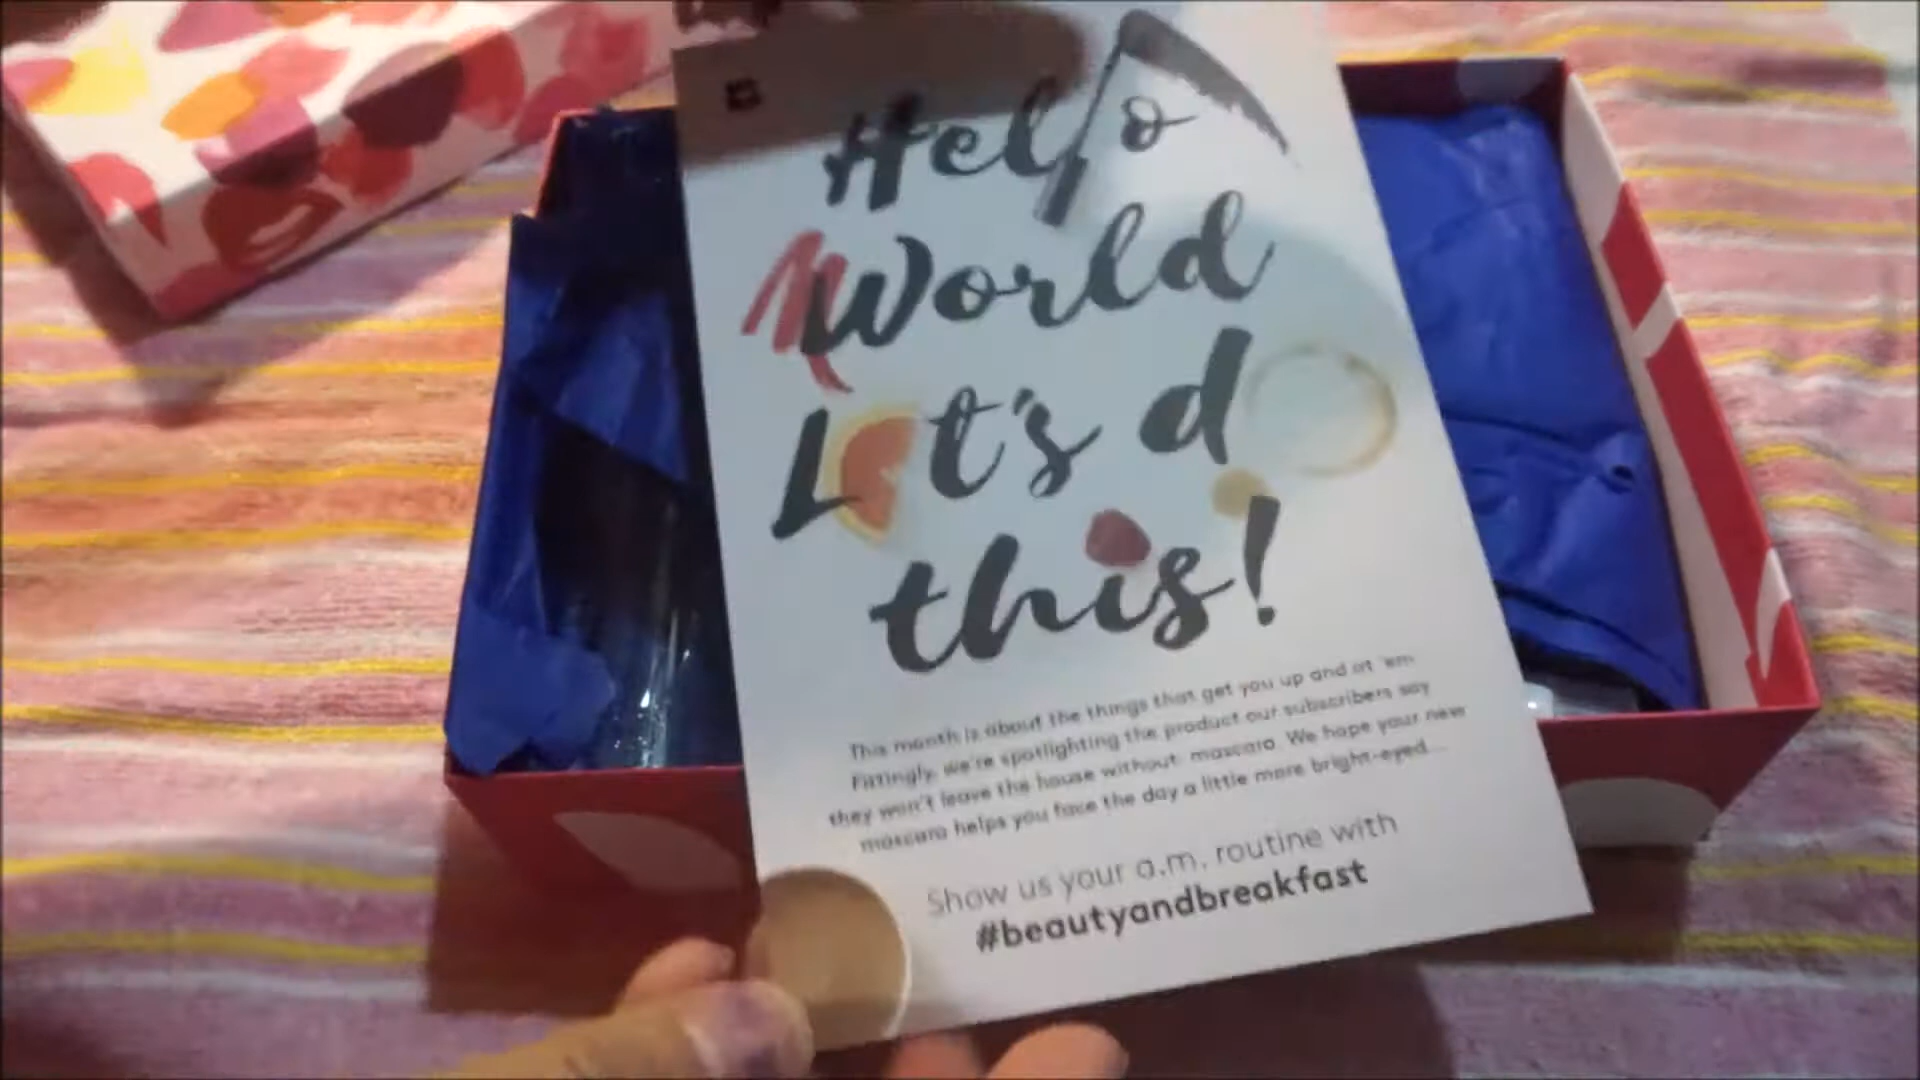 Hello
World
Let's do
this!
This month is about the things that get you up and at 'em.
Fittingly, we're spotlighting the product our subscribers say
they won't leave the house without: mascara. We hope your new
mascara helps you face the day a little more bright-eyed....
Show us your a.m. routine with
#beautyandbreakfast